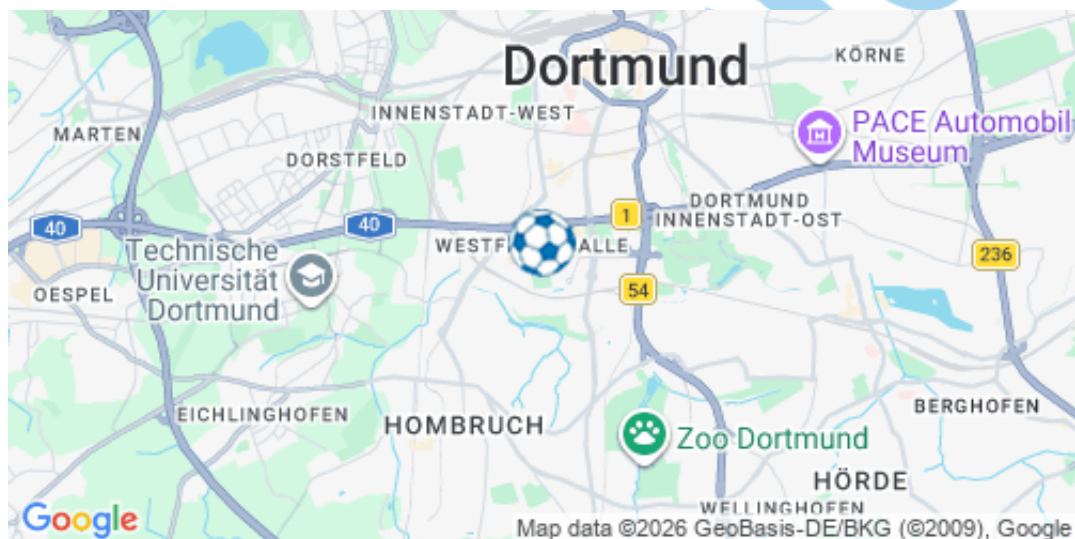 Dortmund
KÖRNE
INNENSTADT-WEST
MARTEN
PACE Automobil
Museum
DORSTFELD
DORTMUND
INNENSTADT-OST
1
40
40
Technische
Universität
Dortmund
236
OESPEL
54
EICHLINGHOFEN
HOMBRUCH
BERGHOFEN
Zoo Dortmund
HÖRDE
WELLINGHOFEN
Google
Map data ©2026 GeoBasis-DE/BKG (©2009), Google